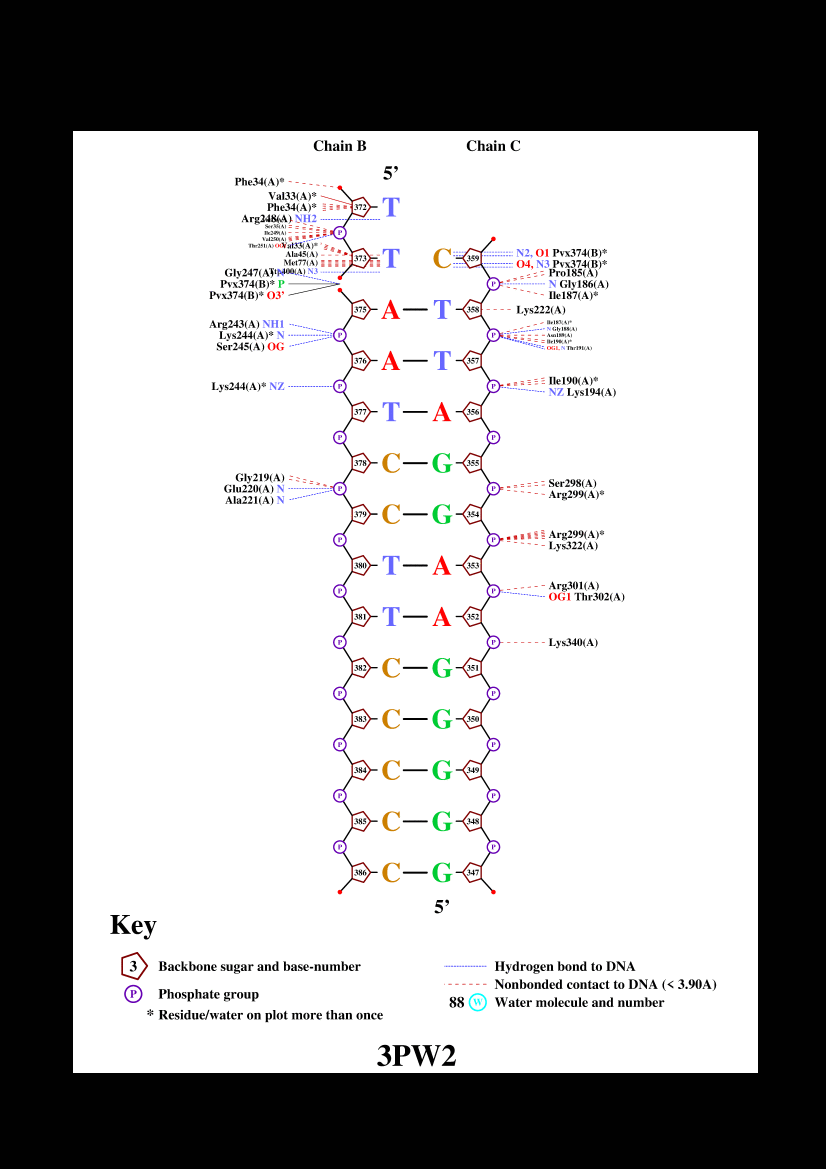 Chain B Chain C
5’
Phe34(A)*
Val33(A)*
372 T
Phe34(A)*
Arg248(A) NH2
Ser35(A)
P
Ile249(A)
Val250(A)
Thr251(A) Val33(A)*
Ala45(A)
373 T C 359
N2, O1 Pvx374(B)*
Met77(A)
O4, N3 Pvx374(B)*
Gly247(A) N3
Pro185(A)
Pvx374(B)* P
P N Gly186(A)
Pvx374(B)* O3’
Ile187(A)*
375 A T 358 Lys222(A)
Arg243(A) NH1
Ile187(A)*
N Gly188(A)
Lys244(A)* N P
P Asn189(A)
Ile190(A)*
Ser245(A) OG
OG1, N Thr191(A)
376 A T 357
Lys244(A)* NZ P
P Ile190(A)*
NZ Lys194(A)
377 T A 356
P P
378 C G 355
Gly219(A)
Glu220(A) N P
P Ser298(A)
Ala221(A) N
Arg299(A)*
379 C G 354
P P Arg299(A)*
Lys322(A)
380 T A 353
P P Arg301(A)
OG1 Thr302(A)
381 T A 352
P P Lys340(A)
382 C G 351
P P
383 C G 350
P P
384 C G 349
P P
385 C G 348
P P
386 C G 347
5’
Key
3 Backbone sugar and base-number
Hydrogen bond to DNA
Nonbonded contact to DNA (< 3.90A)
P Phosphate group
88 W Water molecule and number
* Residue/water on plot more than once
3PW2